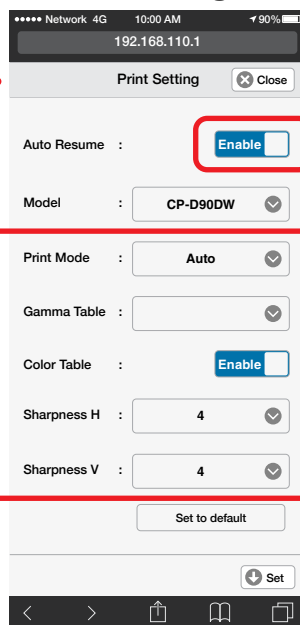 Network 4G 10:00 AM 90%
192.168.110.1
Print Setting Close
Auto Resume : Enable
Model : CP-D90DW
Print Mode : Auto
Gamma Table :
Color Table : Enable
Sharpness H : 4
Sharpness V : 4
Set to default
Set